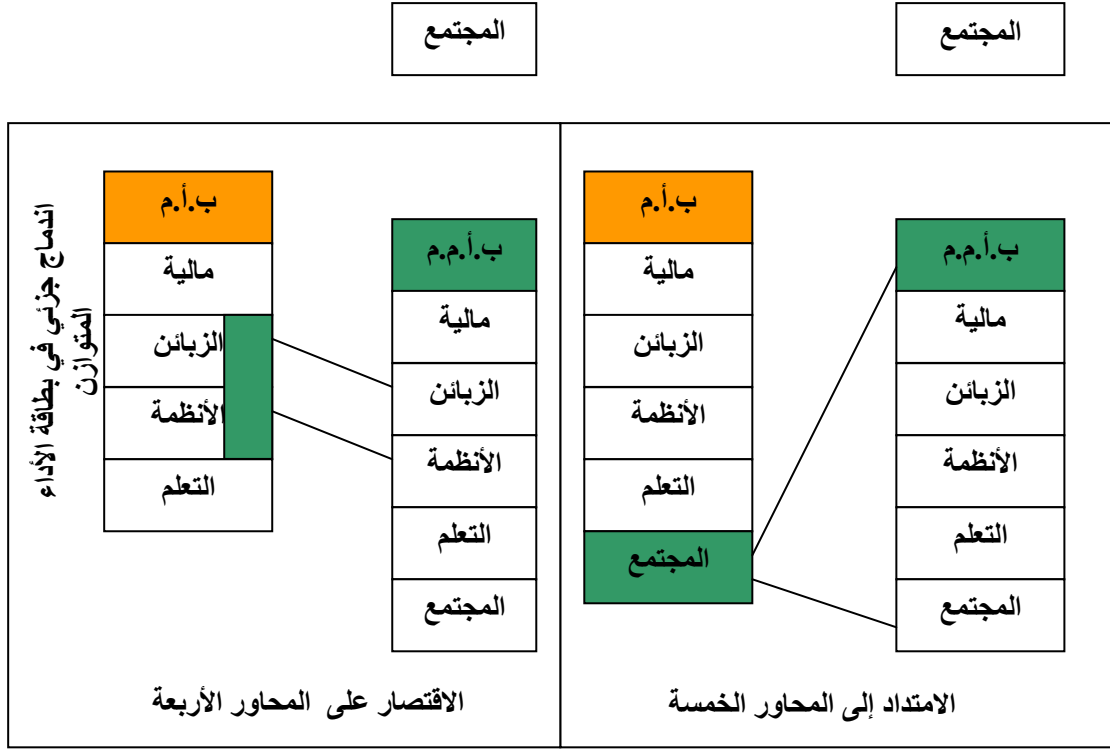 المجتمع
المجتمع
ب.أ.م
مالية
الزبائن
الأنظمة
التعلم
المجتمع
ب.أ.م.م
مالية
الزبائن
الأنظمة
التعلم
المجتمع
الامتداد إلى المحاور الخمسة
ب.أ.م
مالية
الزبائن
الأنظمة
التعلم
ب.أ.م.م
مالية
الزبائن
الأنظمة
التعلم
المجتمع
الاقتصار على المحاور الأربعة
اندماج جزئي في بطاقة الأداء
المتوازن